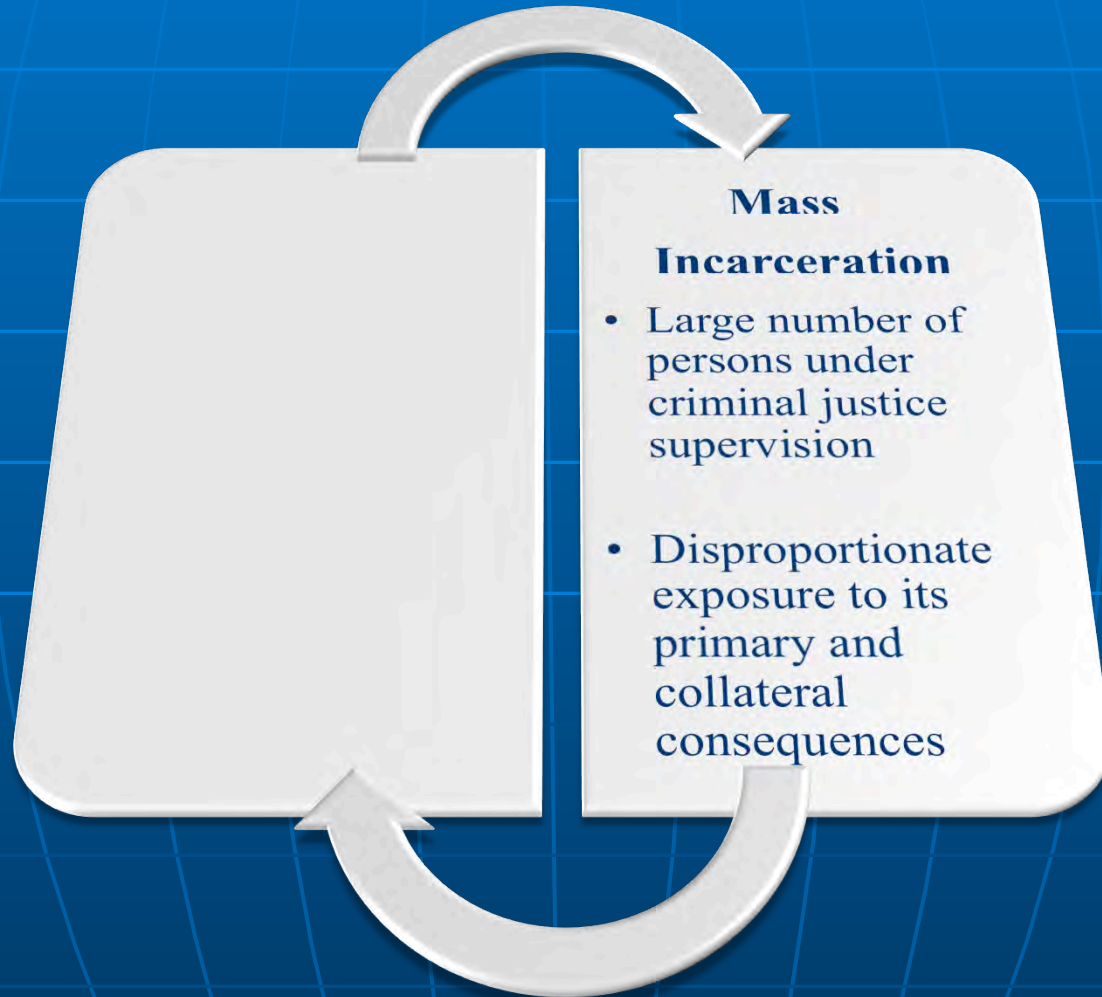 Mass
Incarceration
• Large number of
persons under
criminal justice
supervision
• Disproportionate
exposure to its
primary and
collateral
consequences